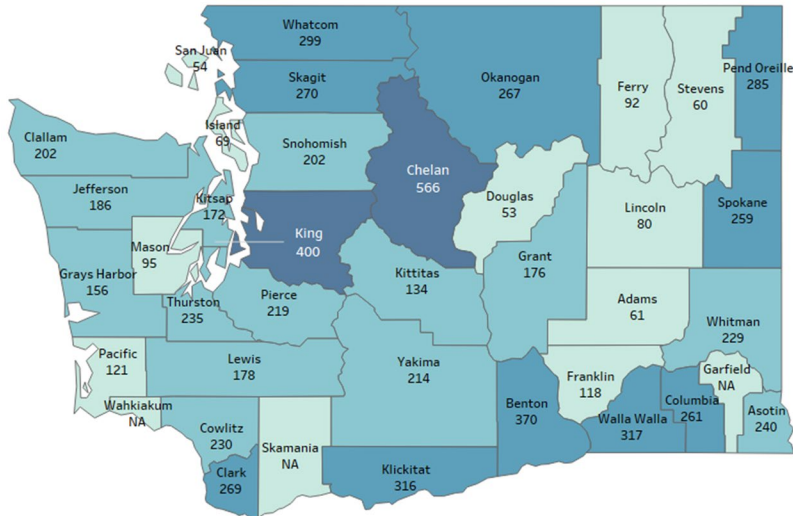 Whatcom
299
San Juan
54
Skagit
270
Okanogan
267
Ferry
92
Stevens
60
Pend Oreille
285
Island
69
Clallam
202
Snohomish
202
Chelan
566
Jefferson
186
Kitsap
172
Douglas
53
Lincoln
80
Spokane
259
King
400
Mason
95
Grays Harbor
156
Kittitas
134
Grant
176
Thurston
235
Pierce
219
Adams
61
Whitman
229
Pacific
121
Lewis
178
Yakima
214
Garfield
NA
Franklin
118
Benton
370
Columbia
261
Wahkiakum
NA
Walla Walla
317
Asotin
240
Cowlitz
230
Skamania
NA
Clark
269
Klickitat
316